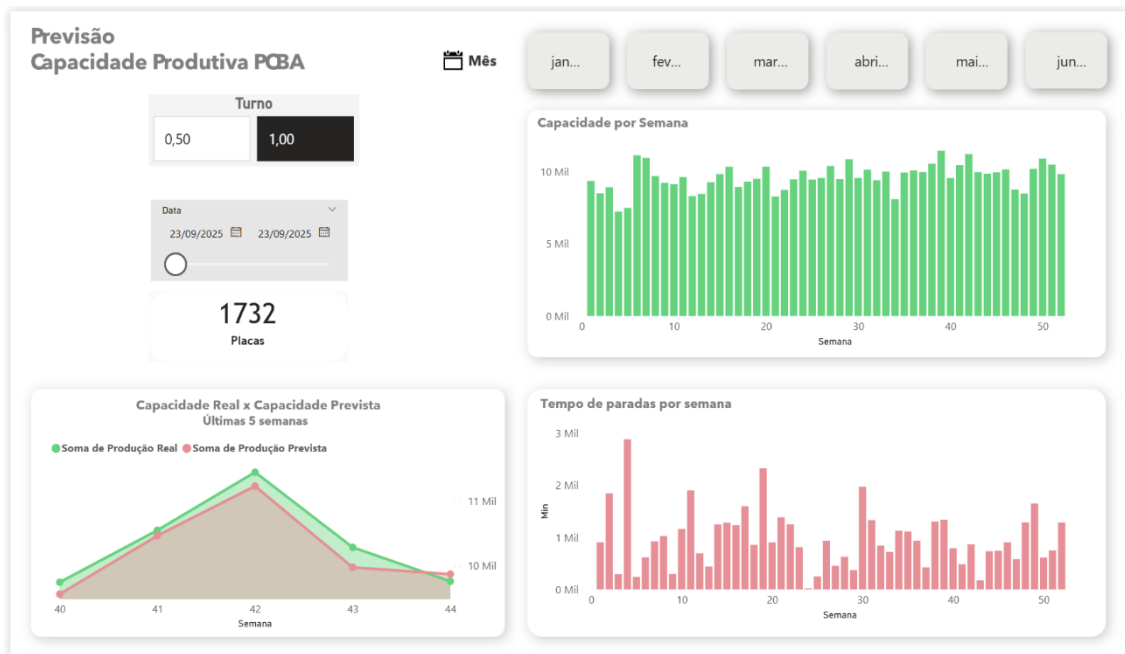 Previsão
Capacidade Produtiva PCBA
Mês
jan...
fev...
mar...
abri...
mai...
jun...
Turno
0,50
1,00
Data
23/09/2025
23/09/2025
1732
Placas
Capacidade por Semana
10 Mil
5 Mil
0 Mil
0
10
20
30
40
50
Semana
Capacidade Real x Capacidade Prevista
Últimas 5 semanas
Soma de Produção Real
Soma de Produção Prevista
11 Mil
10 Mil
40
41
42
43
44
Semana
Tempo de paradas por semana
3 Mil
2 Mil
1 Mil
0 Mil
Min
0
10
20
30
40
50
Semana